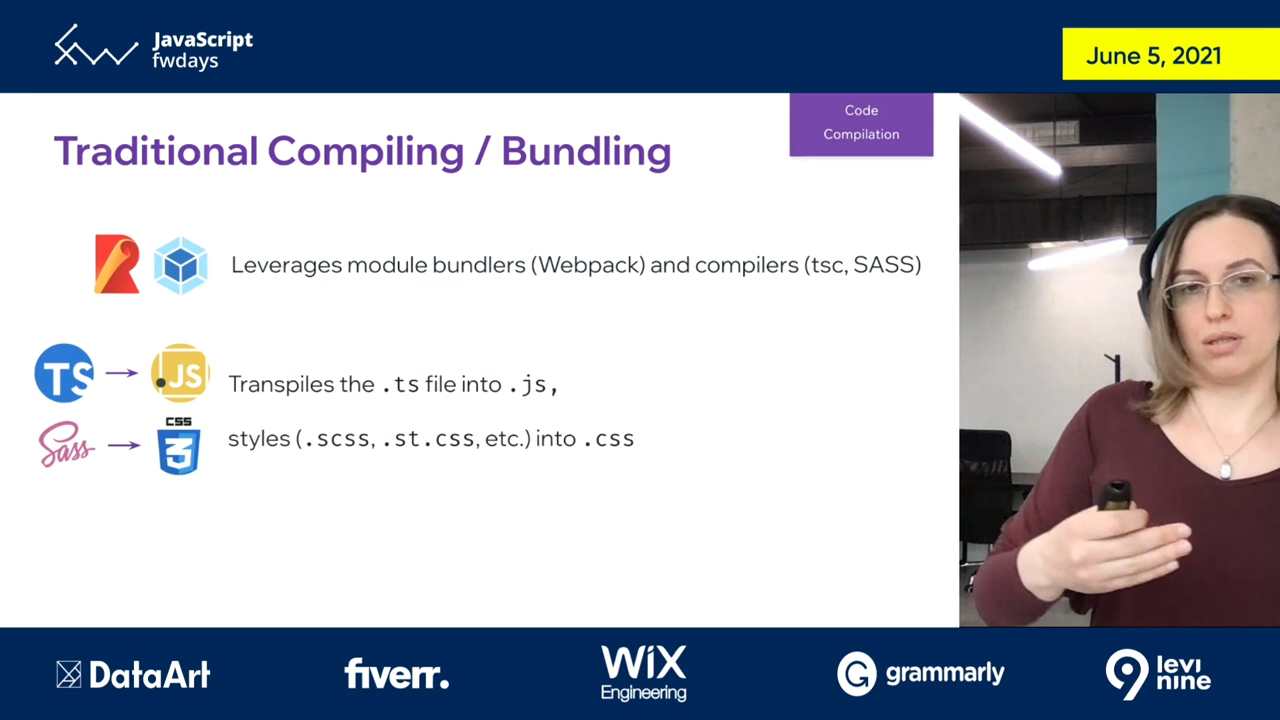 JavaScript
fwdays
June 5, 2021
Code
Compilation
Traditional Compiling / Bundling
Leverages module bundlers (Webpack) and compilers (tsc, SASS)
TS
JS
Transpiles the .ts file into .js,
Sass
CSS
3
styles (.scss, .st.css, etc.) into .css
DataArt
fiverr.
WiX
Engineering
G grammarly
9 levi
nine